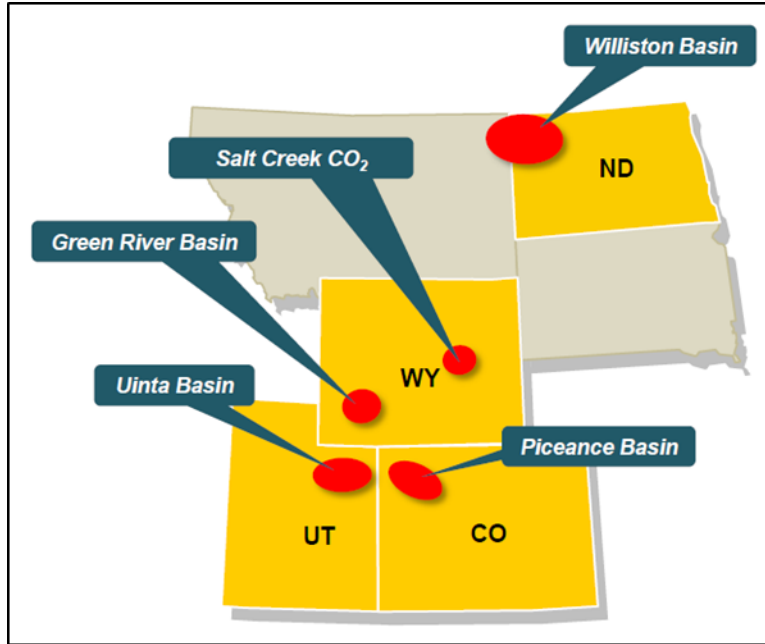 Williston Basin
Salt Creek CO₂
ND
Green River Basin
WY
Uinta Basin
Piceance Basin
UT
CO